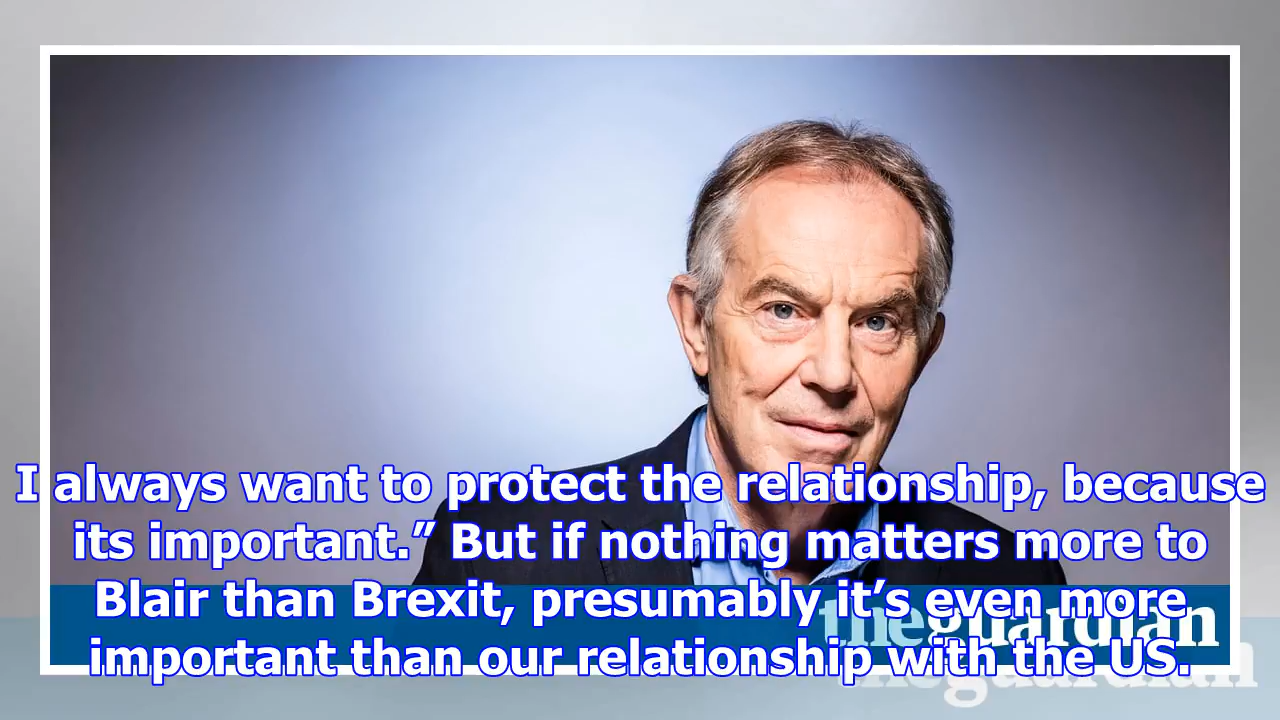 I always want to protect the relationship, because
its important.” But if nothing matters more to
Blair than Brexit, presumably it’s even more
important than our relationship with the US.
theguardian
theguardian